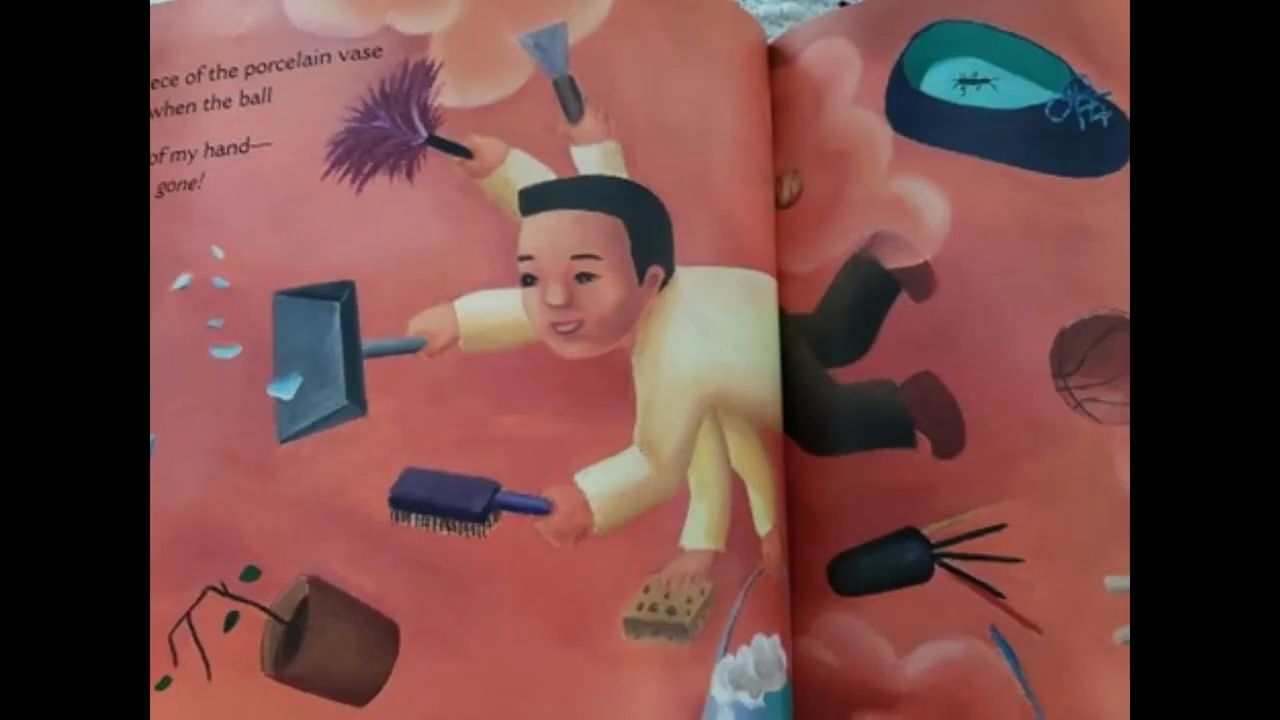 ece of the porcelain vase
when the ball
of my hand—
gone!